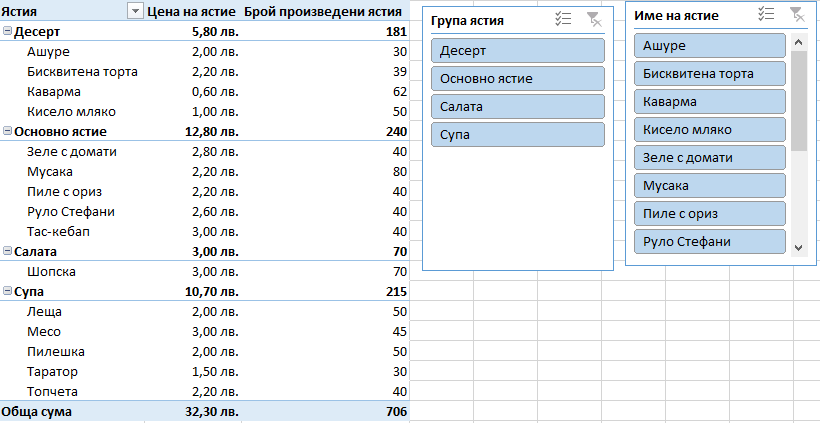 Ястия Цена на ястие Брой произведени ястия
Десерт 5,80 лв. 181
Ашуре 2,00 лв. 30
Бисквитена торта 2,20 лв. 39
Каварма 0,60 лв. 62
Кисело мляко 1,00 лв. 50
Основно ястие 12,80 лв. 240
Зеле с домати 2,80 лв. 40
Мусака 2,20 лв. 80
Пиле с ориз 2,20 лв. 40
Руло Стефани 2,60 лв. 40
Тас-кебап 3,00 лв. 40
Салата 3,00 лв. 70
Шопска 3,00 лв. 70
Супа 10,70 лв. 215
Леща 2,00 лв. 50
Месо 3,00 лв. 45
Пилешка 2,00 лв. 50
Таратор 1,50 лв. 30
Топчета 2,20 лв. 40
Обща сума 32,30 лв. 706
Група ястия
Десерт
Основно ястие
Салата
Супа
Име на ястие
Ашуре
Бисквитена торта
Каварма
Кисело мляко
Зеле с домати
Мусака
Пиле с ориз
Руло Стефани